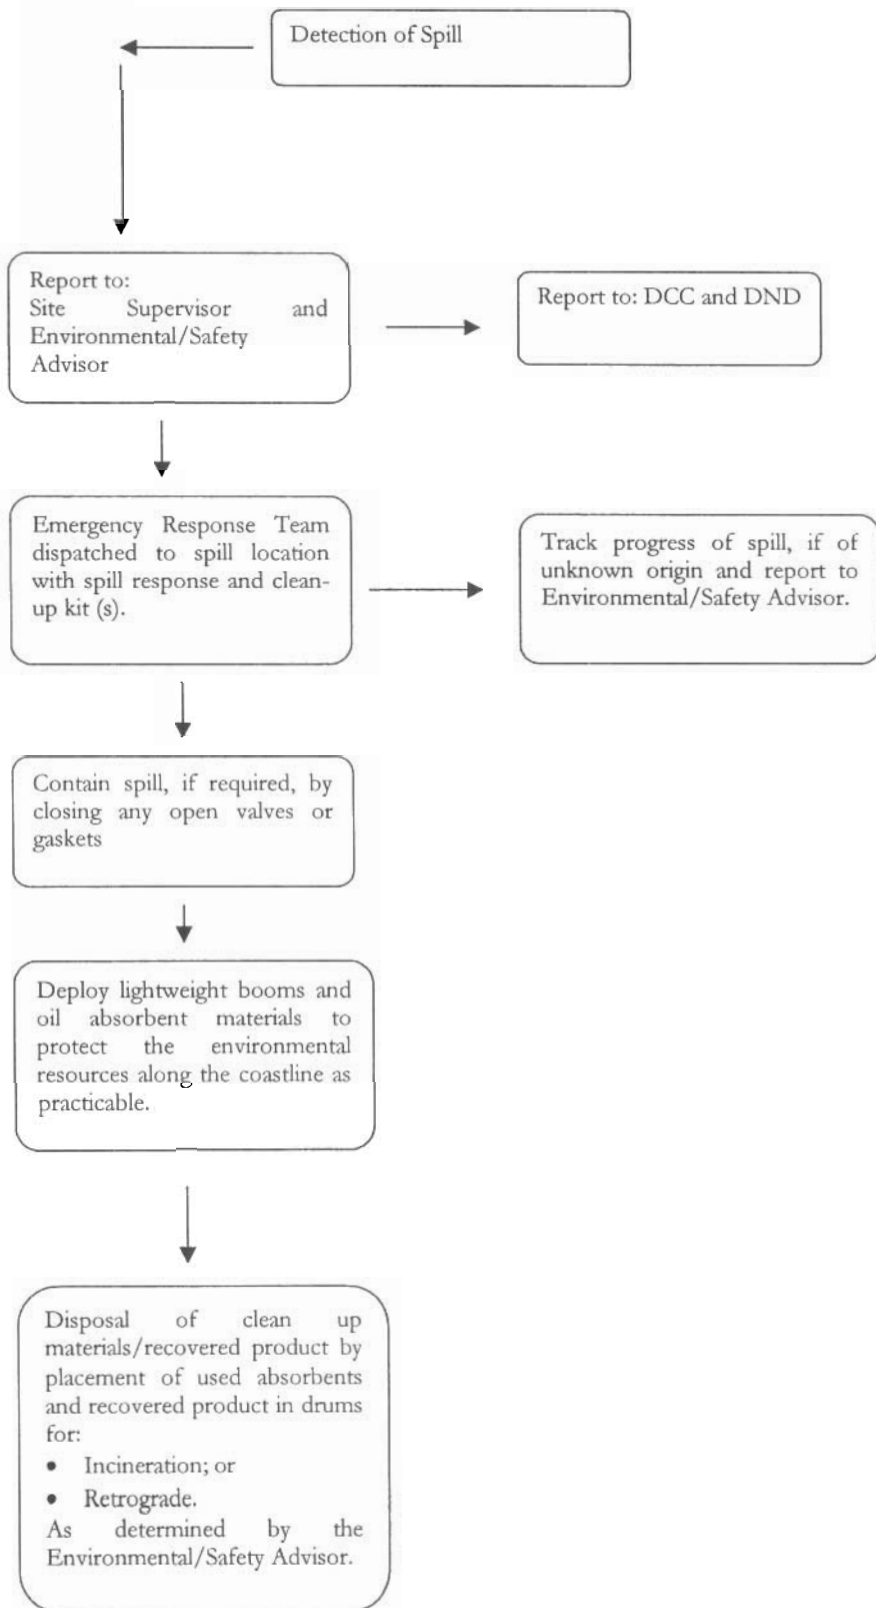 Detection of Spill
Report to:
Site Supervisor and
Environmental/Safety
Advisor
Report to: DCC and DND
Emergency Response Team
dispatched to spill location
with spill response and clean-
up kit (s).
Track progress of spill, if of
unknown origin and report to
Environmental/Safety Advisor.
Contain spill, if required, by
closing any open valves or
gaskets
Deploy lightweight booms and
oil absorbent materials to
protect the environmental
resources along the coastline as
practicable.
Disposal of clean up
materials/recovered product by
placement of used absorbents
and recovered product in drums
for:
• Incineration; or
• Retrograde.
As determined by the
Environmental/Safety Advisor.